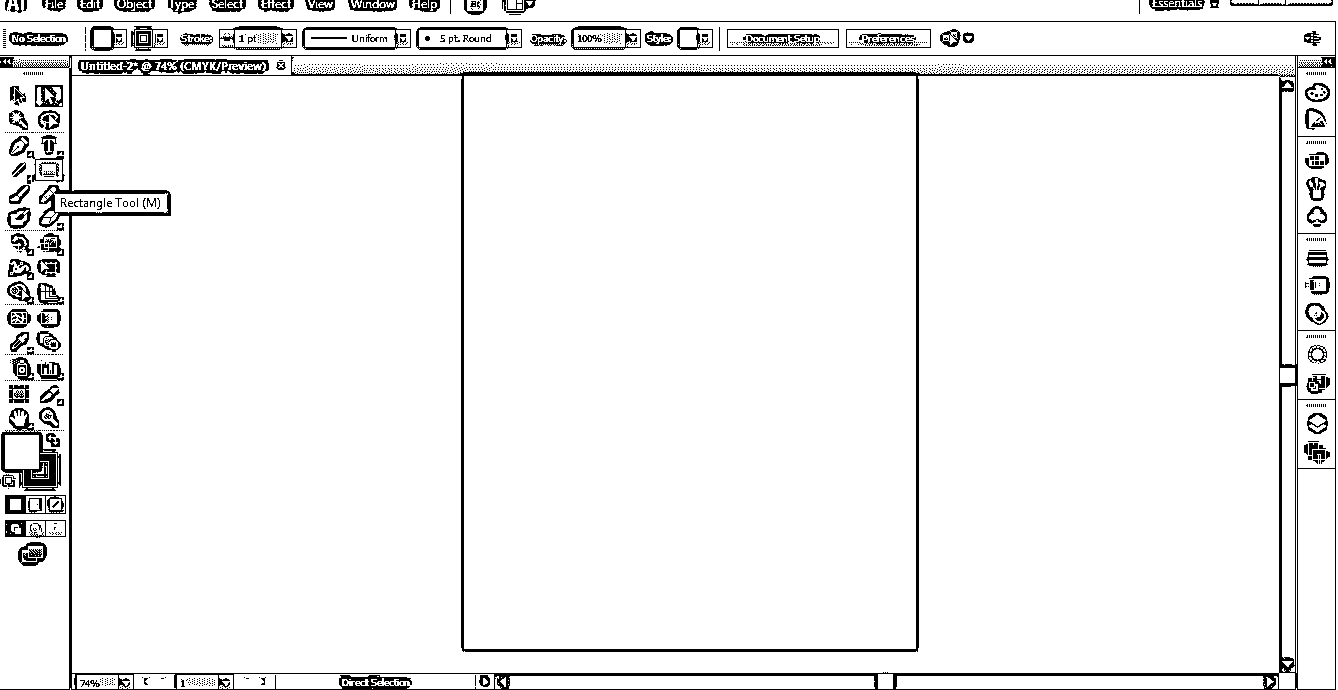 Ai File Edit Object Type Select Effect View Window Help Essentials
No Selection Stroke: 1 pt Uniform 5 pt. Round Opacity: 100% Style: Document Setup Preferences
Untitled-2* @ 74% (CMYK/Preview)
Rectangle Tool (M)
74% 1 Direct Selection